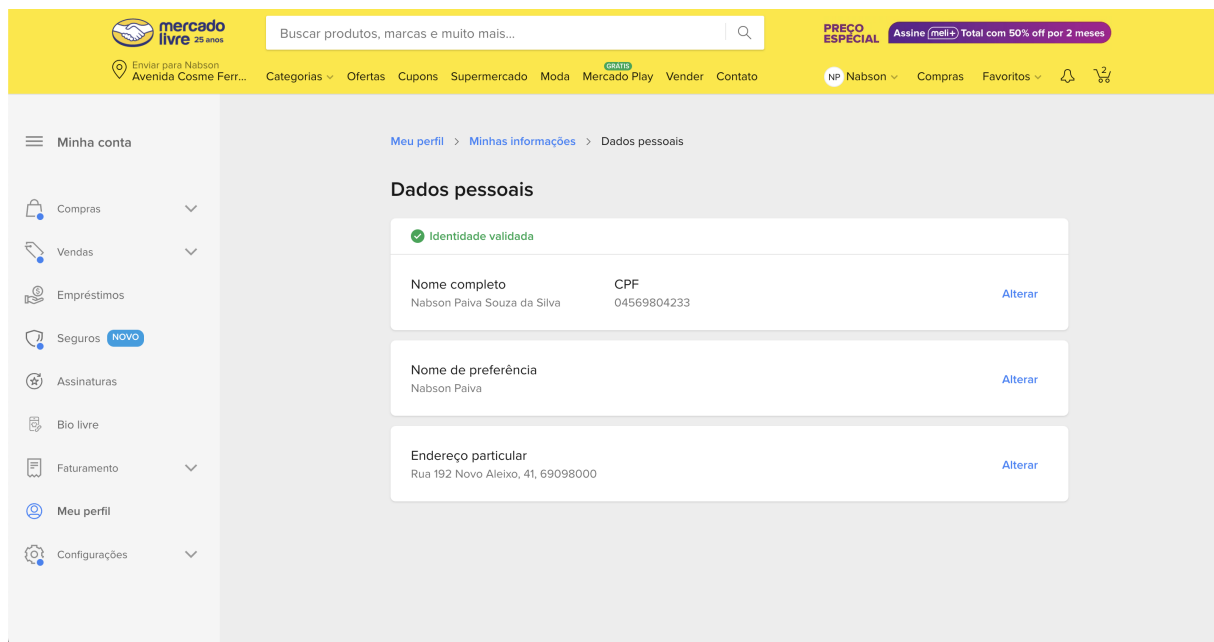 mercado
livre 25 anos
Buscar produtos, marcas e muito mais...
PREÇO
ESPECIAL
Assine meli+ Total com 50% off por 2 meses
Enviar para Nabson
Avenida Cosme Ferr...
Categorias
Ofertas
Cupons
Supermercado
Moda
GRÁTIS
Mercado Play
Vender
Contato
NP Nabson
Compras
Favoritos
2
Minha conta
Compras
Vendas
Empréstimos
Seguros NOVO
Assinaturas
Bio livre
Faturamento
Meu perfil
Configurações
Meu perfil > Minhas informações > Dados pessoais
Dados pessoais
Identidade validada
Nome completo
Nabson Paiva Souza da Silva
CPF
04569804233
Alterar
Nome de preferência
Nabson Paiva
Alterar
Endereço particular
Rua 192 Novo Aleixo, 41, 69098000
Alterar